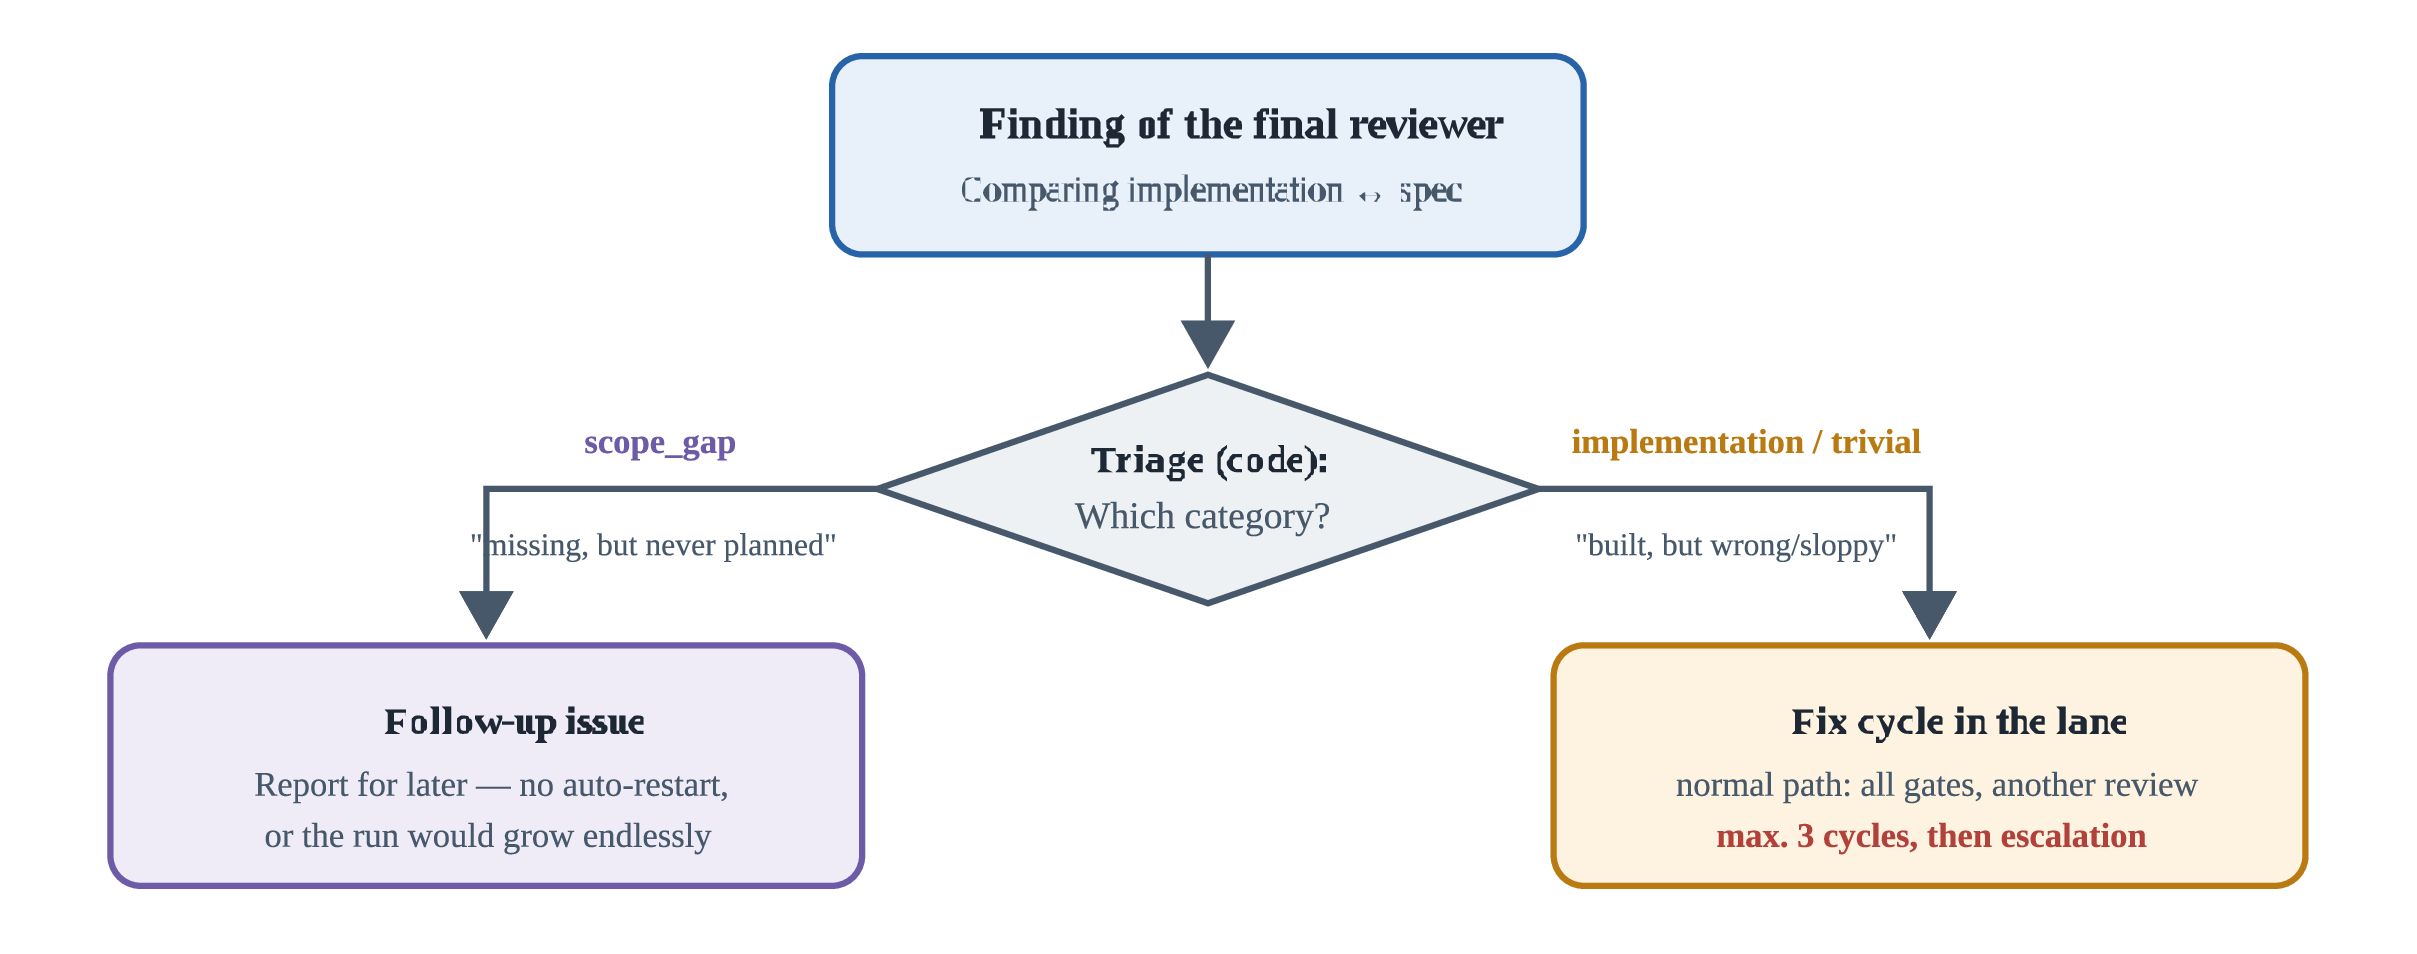 Finding of the final reviewer
Comparing implementation ↔ spec
scope_gap
implementation / trivial
Triage (code):
Which category?
"missing, but never planned"
"built, but wrong/sloppy"
Follow-up issue
Report for later — no auto-restart,
or the run would grow endlessly
Fix cycle in the lane
normal path: all gates, another review
max. 3 cycles, then escalation